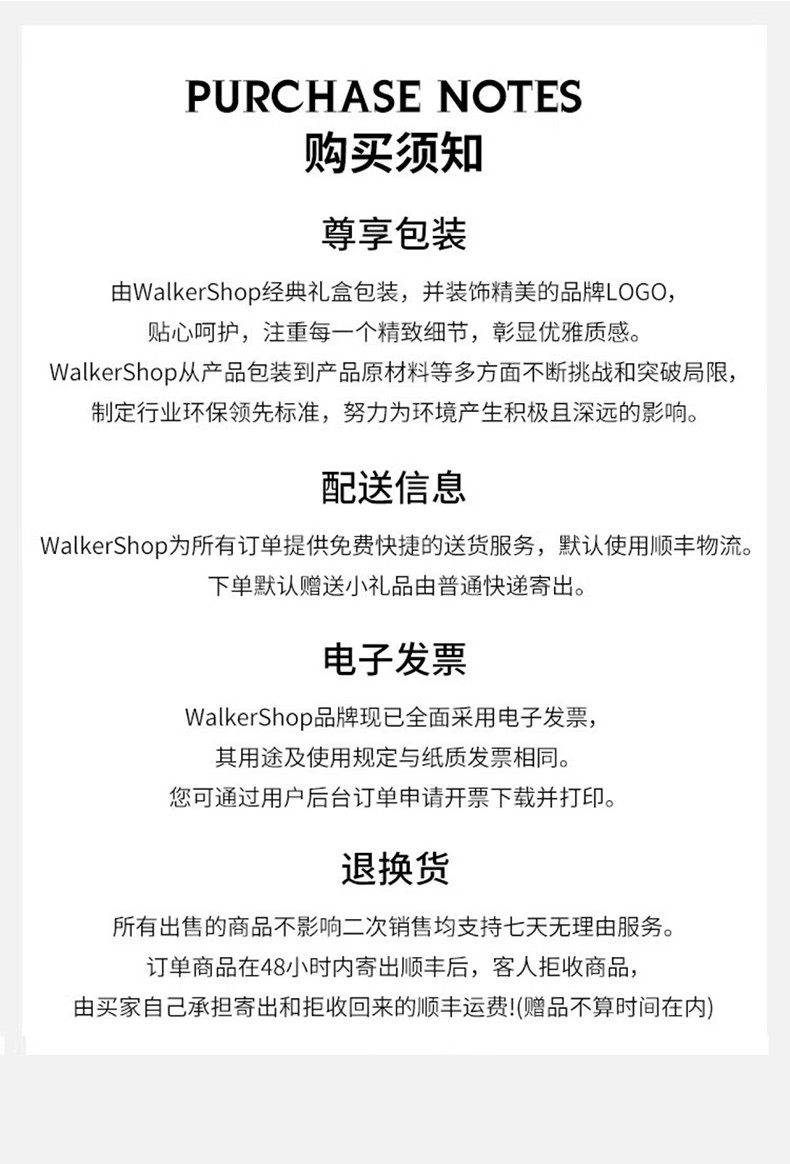 PURCHASE NOTES
购买须知
尊享包装
由WalkerShop经典礼盒包装，并装饰精美的品牌LOGO，
贴心呵护，注重每一个精致细节，彰显优雅质感。
WalkerShop从产品包装到产品原材料等多方面不断挑战和突破局限，
制定行业环保领先标准，努力为环境产生积极且深远的影响。
配送信息
WalkerShop为所有订单提供免费快捷的送货服务，默认使用顺丰物流。
下单默认赠送小礼品由普通快递寄出。
电子发票
WalkerShop品牌现已全面采用电子发票，
其用途及使用规定与纸质发票相同。
您可通过用户后台订单申请开票下载并打印。
退换货
所有出售的商品不影响二次销售均支持七天无理由服务。
订单商品在48小时内寄出顺丰后，客人拒收商品，
由买家自己承担寄出和拒收回来的顺丰运费!(赠品不算时间在内)